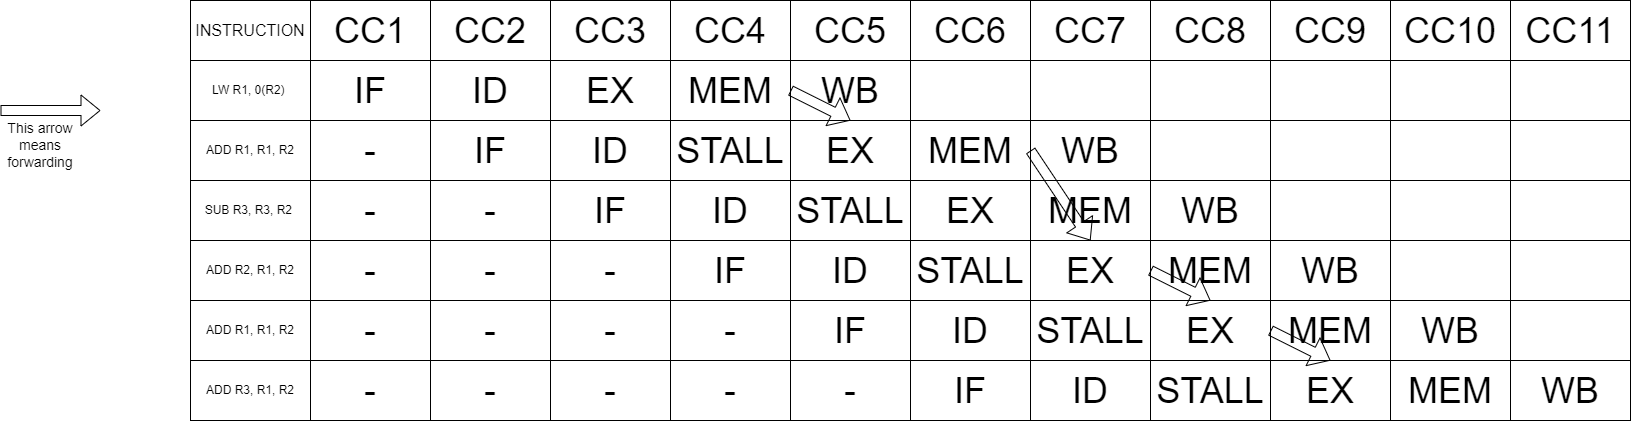 INSTRUCTION CC1 CC2 CC3 CC4 CC5 CC6 CC7 CC8 CC9 CC10 CC11
LW R1, 0(R2) IF ID EX MEM WB
This arrow
means
forwarding
ADD R1, R1, R2 - IF ID STALL EX MEM WB
SUB R3, R3, R2 - - IF ID STALL EX MEM WB
ADD R2, R1, R2 - - - IF ID STALL EX MEM WB
ADD R1, R1, R2 - - - - IF ID STALL EX MEM WB
ADD R3, R1, R2 - - - - - IF ID STALL EX MEM WB